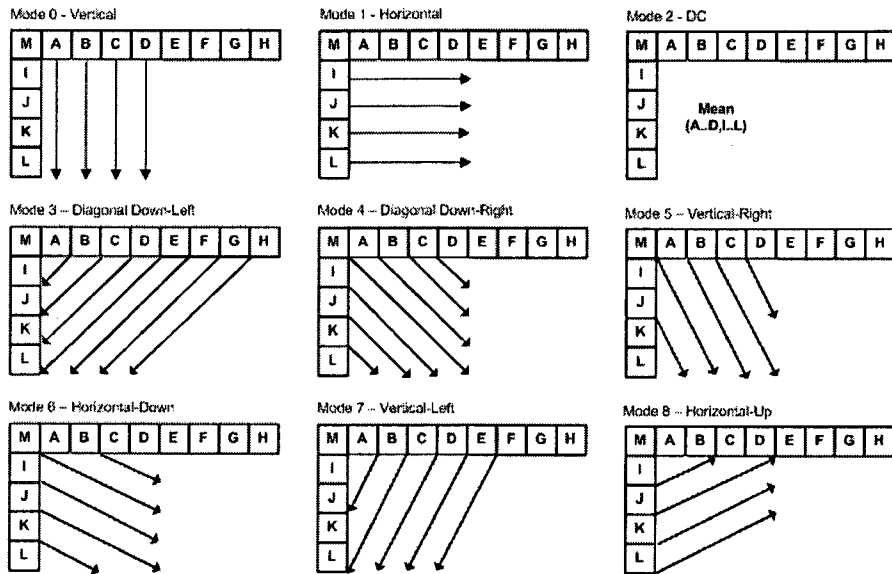 Mode 0 - Vertical
M A B C D E F G H
I
J
K
L
Mode 1 - Horizontal
M A B C D E F G H
I
J
K
L
Mode 2 - DC
M A B C D E F G H
I
J
K
L
Mean
(A..D,I..L)
Mode 3 – Diagonal Down-Left
M A B C D E F G H
I
J
K
L
Mode 4 – Diagonal Down-Right
M A B C D E F G H
I
J
K
L
Mode 5 – Vertical-Right
M A B C D E F G H
I
J
K
L
Mode 6 – Horizontal-Down
M A B C D E F G H
I
J
K
L
Mode 7 – Vertical-Left
M A B C D E F G H
I
J
K
L
Mode 8 – Horizontal-Up
M A B C D E F G H
I
J
K
L